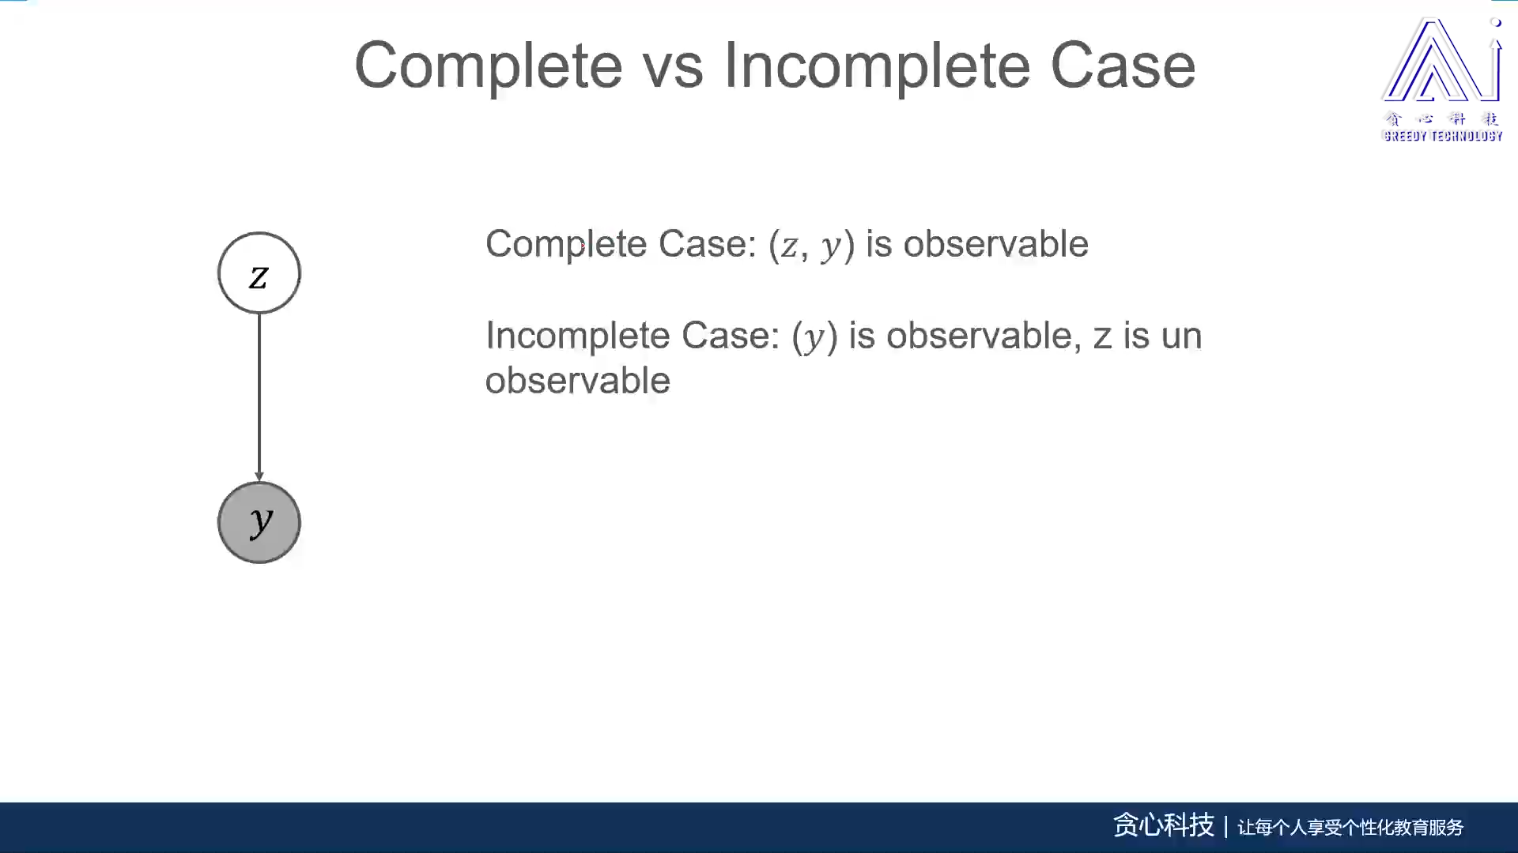 Complete vs Incomplete Case
贪心科技
GREEDY TECHNOLOGY
z
Complete Case: (z, y) is observable
Incomplete Case: (y) is observable, z is un
observable
y
贪心科技 | 让每个人享受个性化教育服务